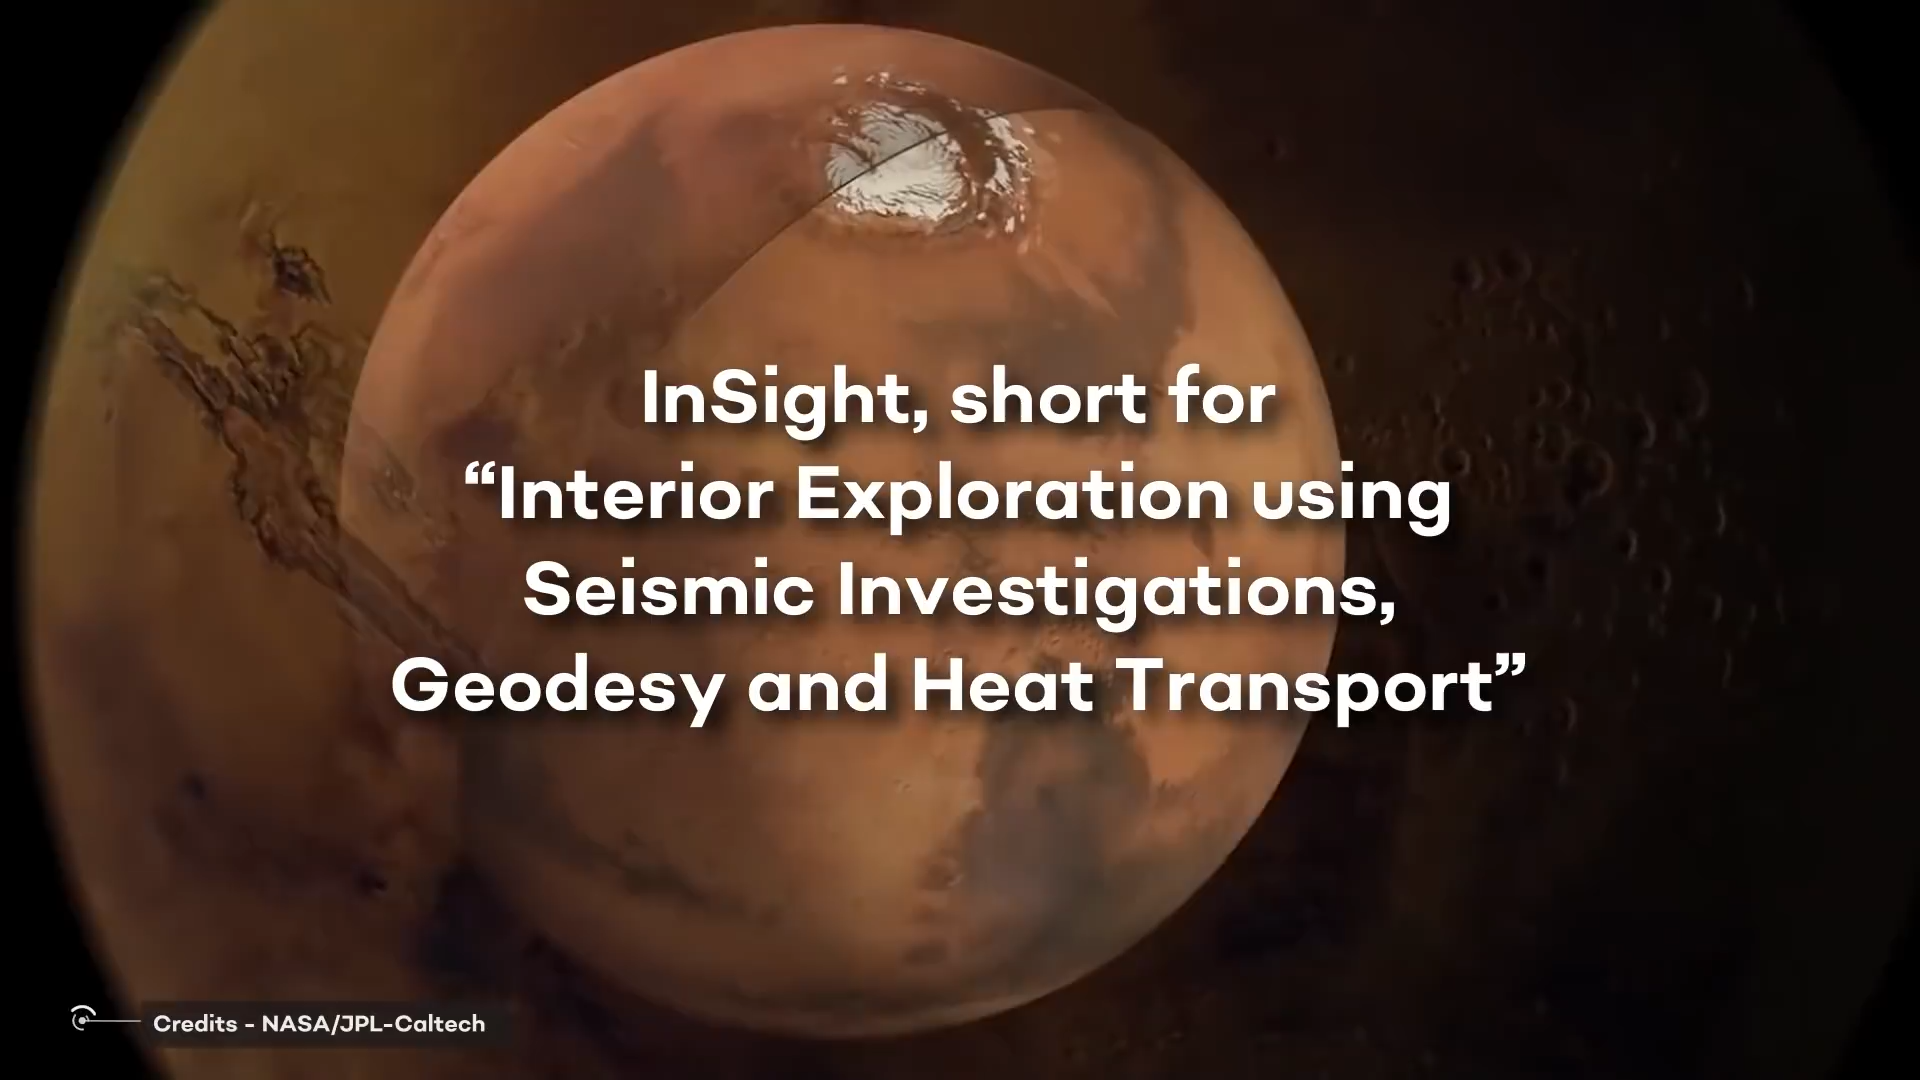 InSight, short for
“Interior Exploration using
Seismic Investigations,
Geodesy and Heat Transport”
Credits - NASA/JPL-Caltech